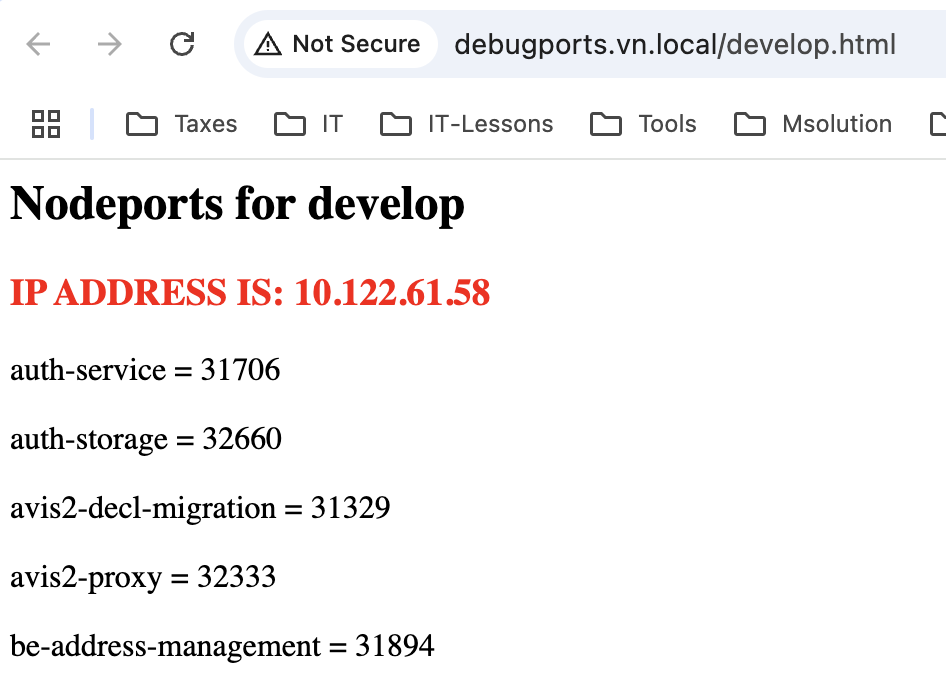 Not Secure debugports.vn.local/develop.html
Taxes IT IT-Lessons Tools Msolution
Nodeports for develop
IP ADDRESS IS: 10.122.61.58
auth-service = 31706
auth-storage = 32660
avis2-decl-migration = 31329
avis2-proxy = 32333
be-address-management = 31894